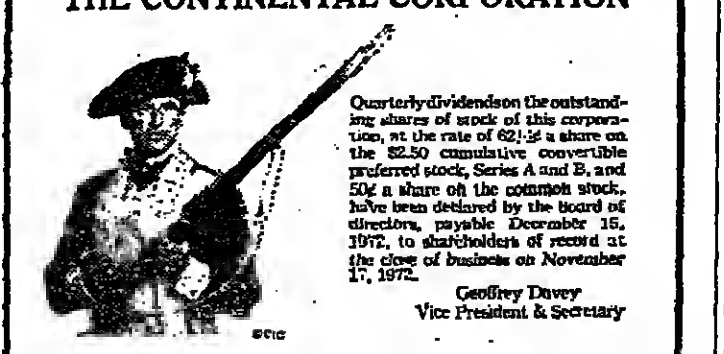 THE CONTINENTAL CORPORATION
Quarterly dividends on the outstand-
ing shares of stock of this corpora-
tion, at the rate of 62½¢ a share on
the $2.50 cumulative convertible
preferred stock, Series A and B, and
50¢ a share on the common stock,
have been declared by the board of
directors, payable December 15,
1972, to shareholders of record at
the close of business on November
17, 1972.
Geoffrey Davey
Vice President & Secretary